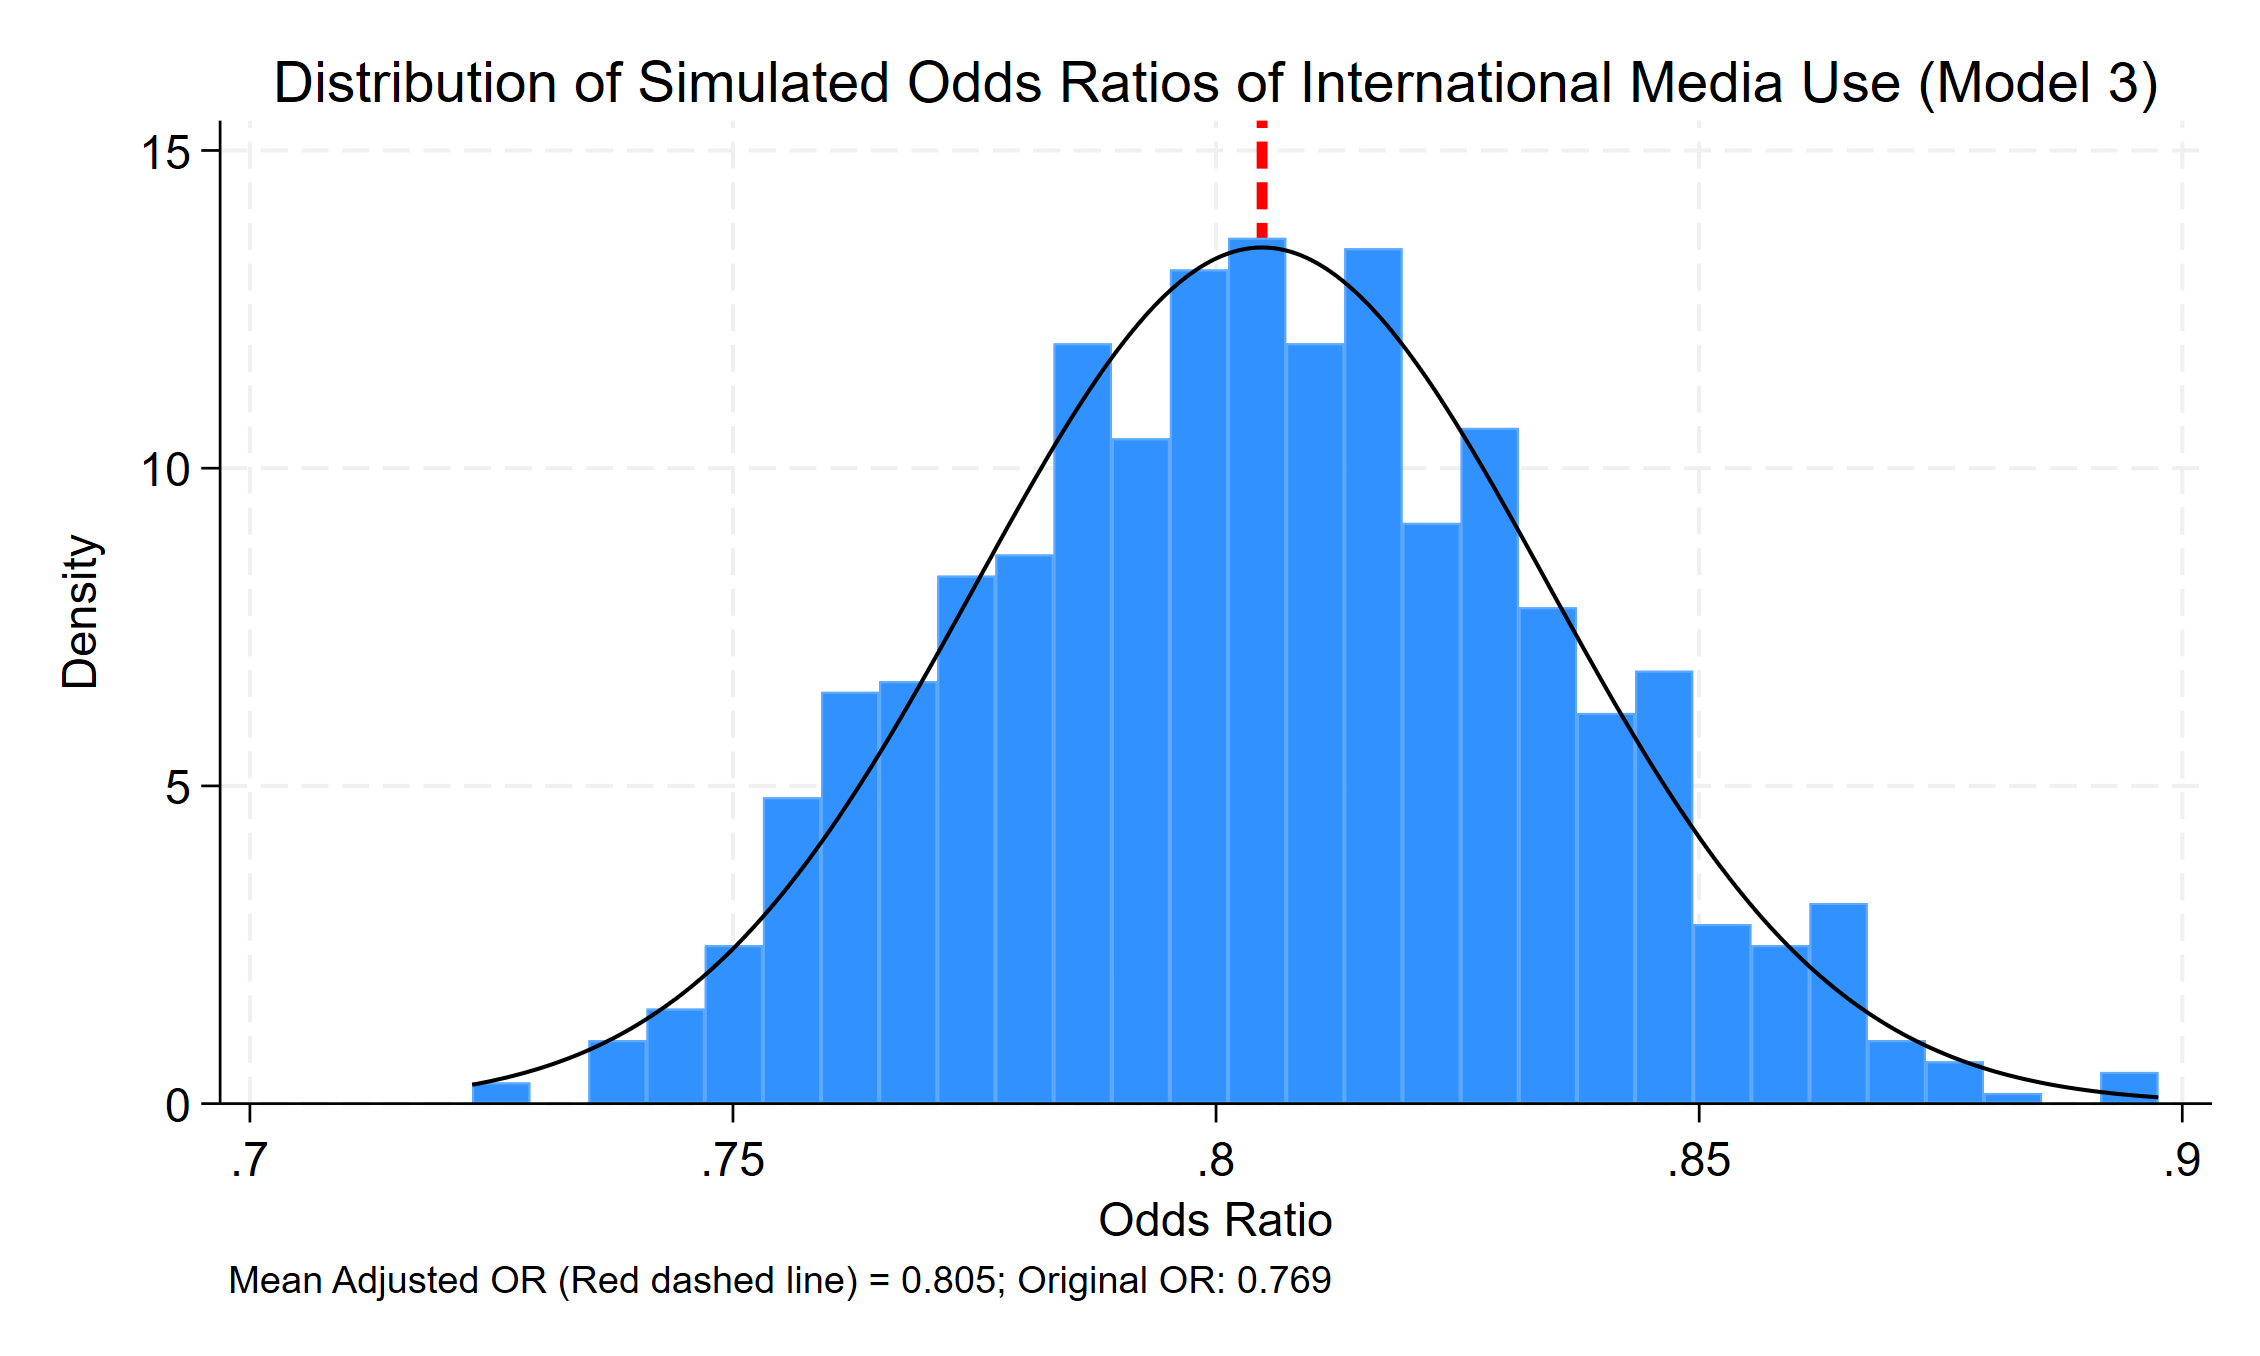 Distribution of Simulated Odds Ratios of International Media Use (Model 3)
15
10
5
0
Density
.7 .75 .8 .85 .9
Odds Ratio
Mean Adjusted OR (Red dashed line) = 0.805; Original OR: 0.769